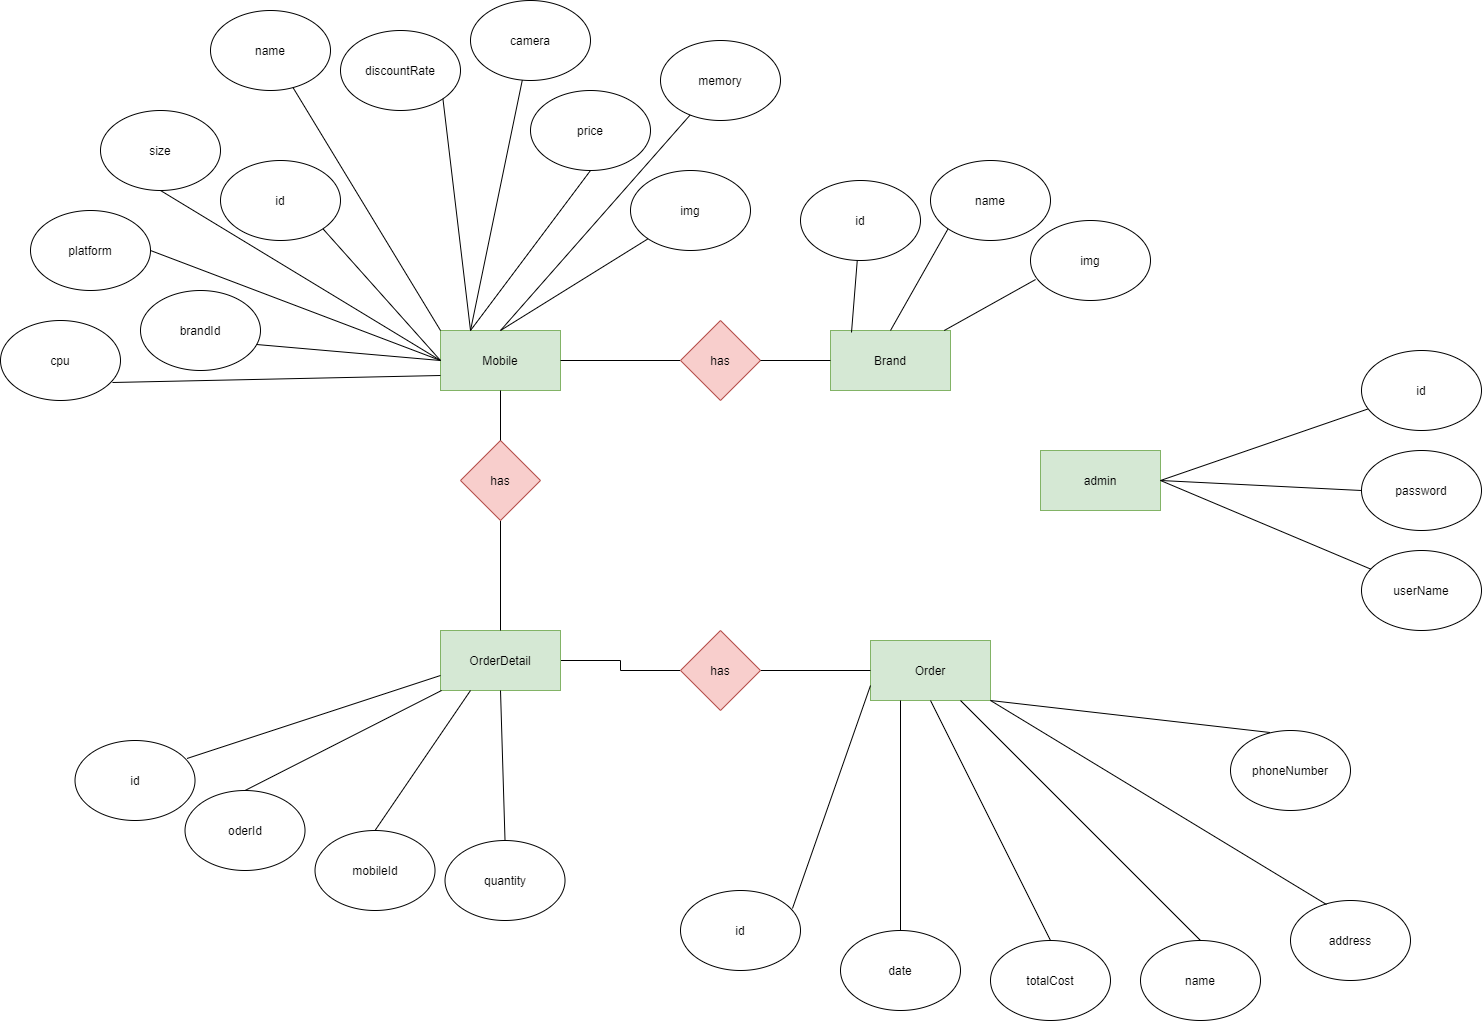 name
discountRate
camera
memory
price
size
id
img
platform
brandId
cpu
Mobile
has
Brand
id
name
img
has
admin
id
password
userName
OrderDetail
has
Order
id
oderId
mobileId
quantity
phoneNumber
id
date
totalCost
name
address